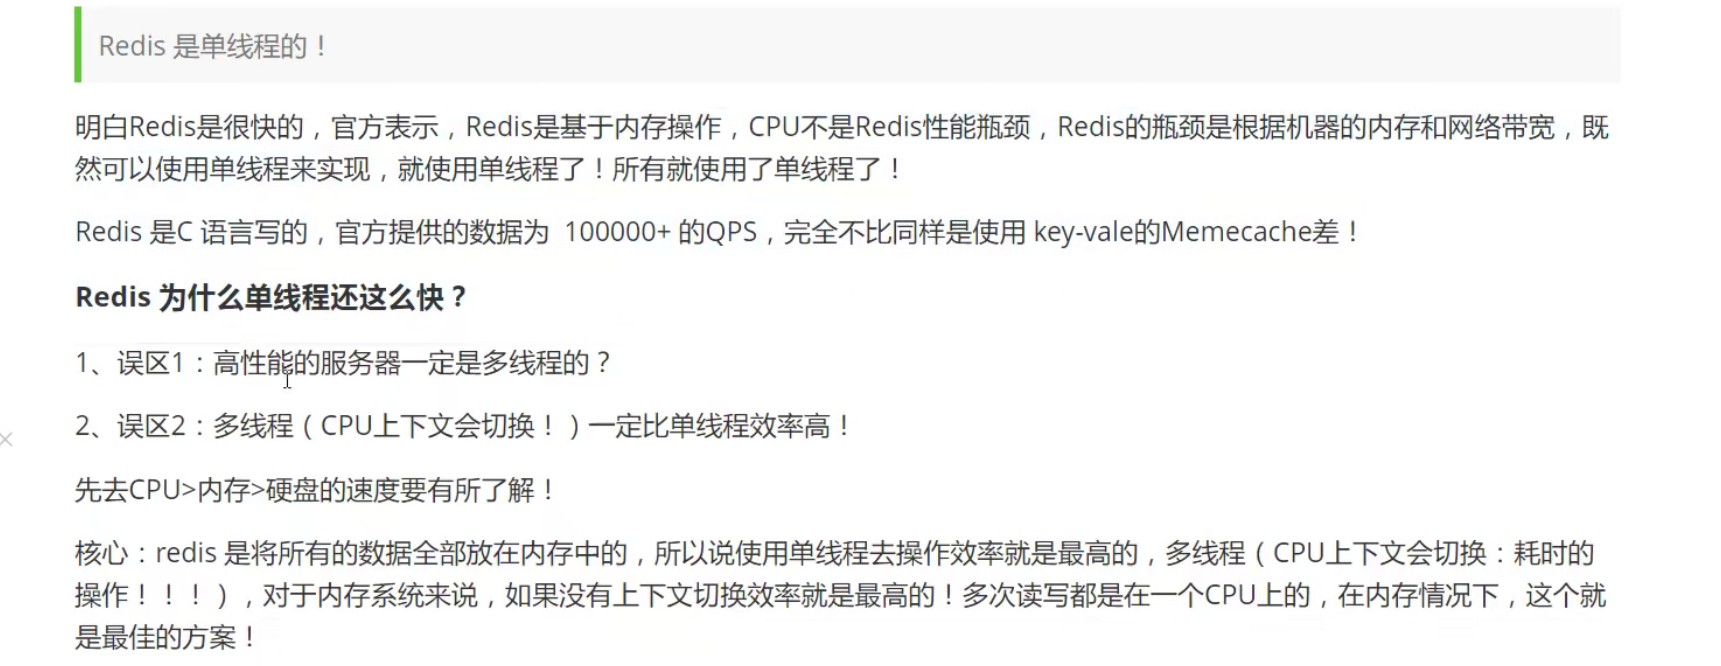 Redis 是单线程的！
明白Redis是很快的，官方表示，Redis是基于内存操作，CPU不是Redis性能瓶颈，Redis的瓶颈是根据机器的内存和网络带宽，既
然可以使用单线程来实现，就使用单线程了！所有就使用了单线程了！
Redis 是C 语言写的，官方提供的数据为 100000+ 的QPS，完全不比同样是使用 key-vale的Memecache差！
Redis 为什么单线程还这么快？
1、误区1：高性能的服务器一定是多线程的？
2、误区2：多线程（CPU上下文会切换！）一定比单线程效率高！
先去CPU>内存>硬盘的速度要有所了解！
核心：redis 是将所有的数据全部放在内存中的，所以说使用单线程去操作效率就是最高的，多线程（CPU上下文会切换：耗时的
操作！！！），对于内存系统来说，如果没有上下文切换效率就是最高的！多次读写都是在一个CPU上的，在内存情况下，这个就
是最佳的方案！